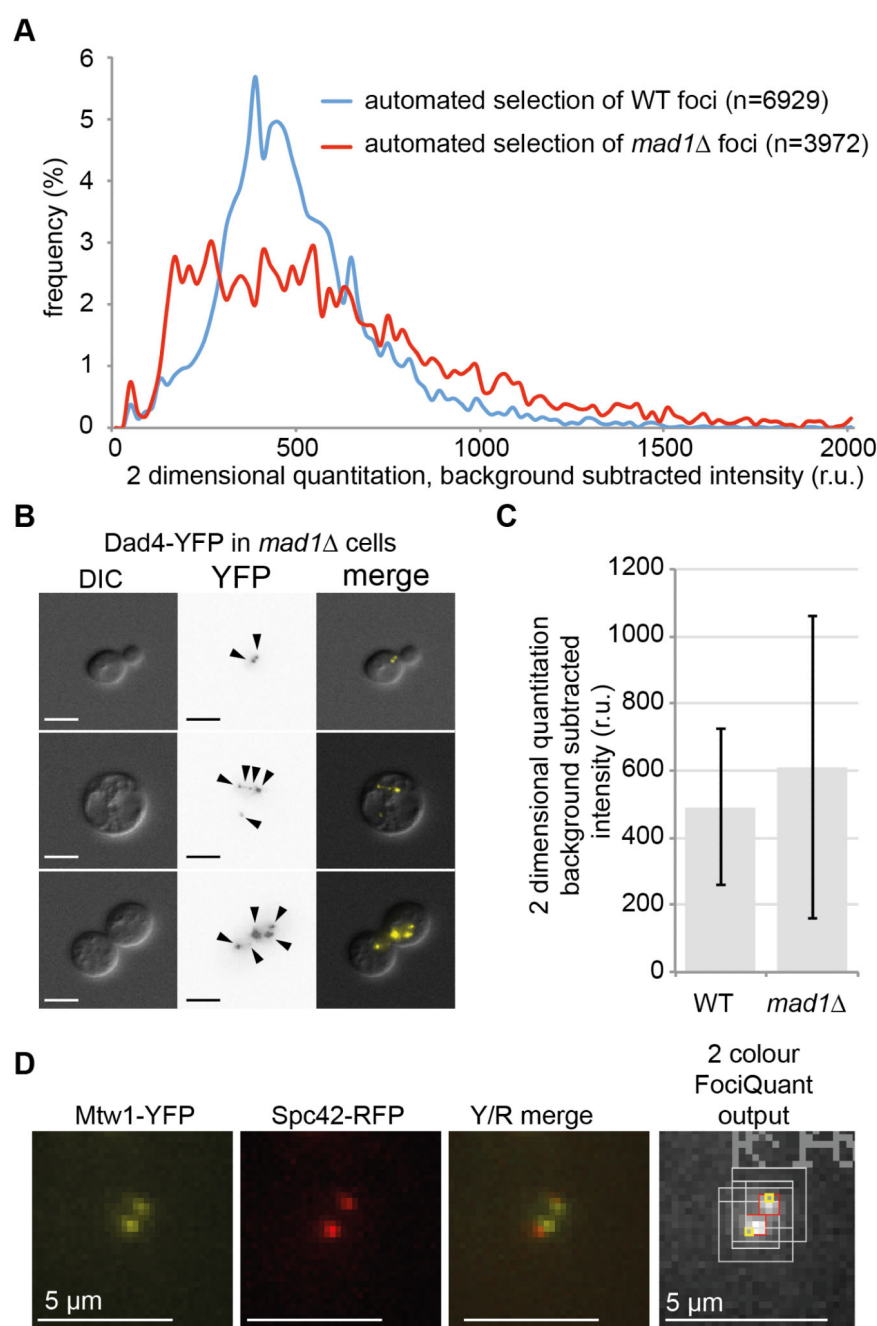 A
6
5
4
3
2
1
0
frequency (%)
automated selection of WT foci (n=6929)
automated selection of mad1Δ foci (n=3972)
0 500 1000 1500 2000
2 dimensional quantitation, background subtracted intensity (r.u.)
B
Dad4-YFP in mad1Δ cells
DIC YFP merge
C
2 dimensional quantitation
background subtracted
intensity (r.u.)
1200
1000
800
600
400
200
0
WT mad1Δ
D
Mtw1-YFP Spc42-RFP Y/R merge
2 colour
FociQuant
output
5 µm
5 µm